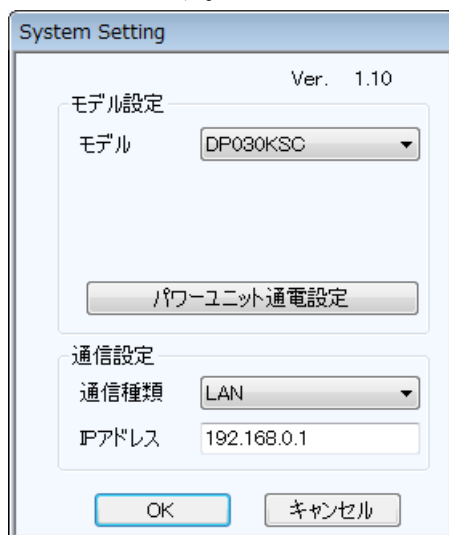 System Setting
Ver. 1.10
モデル設定
モデル DP030KSC
パワーユニット通電設定
通信設定
通信種類 LAN
IPアドレス 192.168.0.1
OK キャンセル